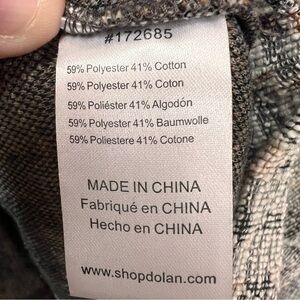 #172685
59% Polyester 41% Cotton
59% Polyester 41% Coton
59% Poliéster 41% Algodón
59% Polyester 41% Baumwolle
59% Poliestere 41% Cotone
MADE IN CHINA
Fabriqué en CHINA
Hecho en CHINA
www.shopdolan.com